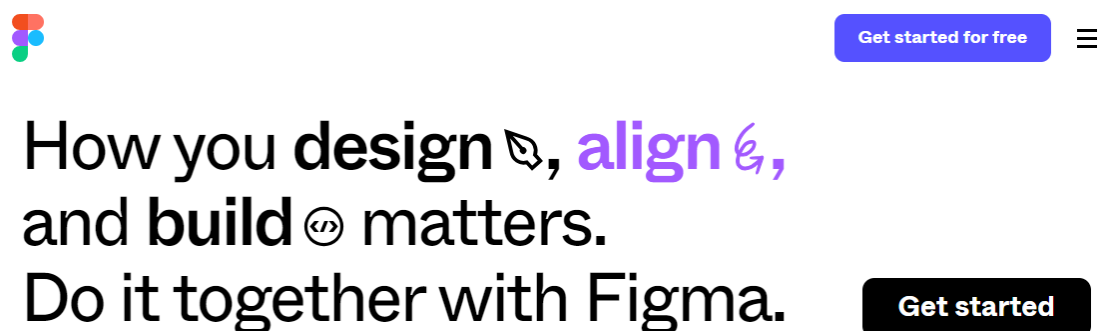 Get started for free
How you design, align,
and build matters.
Do it together with Figma.
Get started